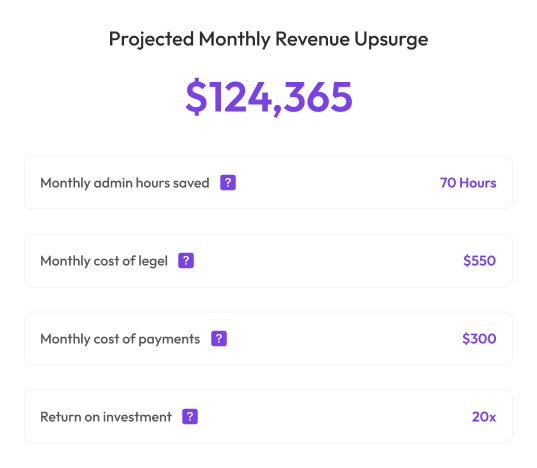 Projected Monthly Revenue Upsurge
$124,365
Monthly admin hours saved ? 70 Hours
Monthly cost of legel ? $550
Monthly cost of payments ? $300
Return on investment ? 20x